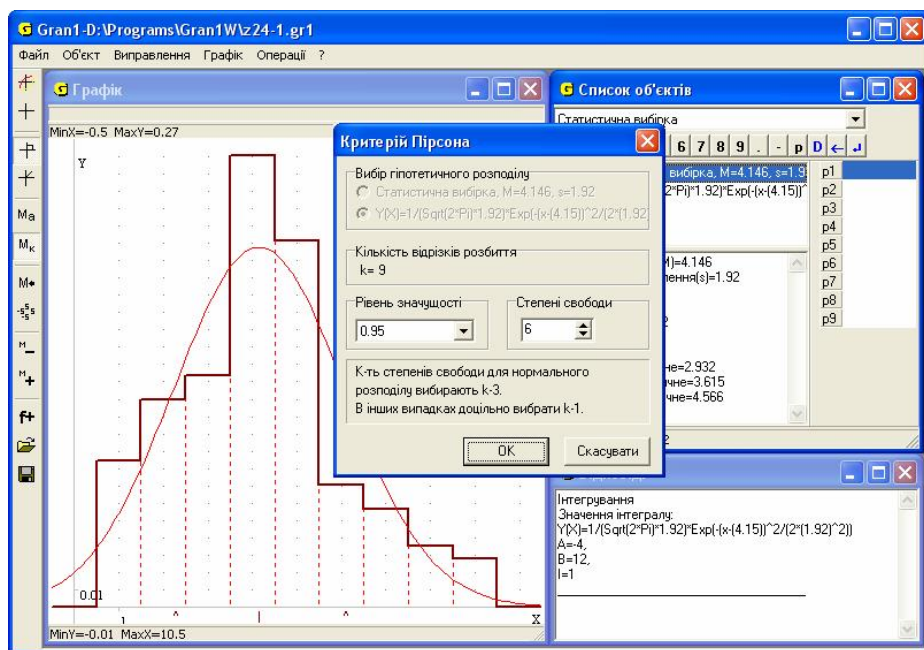 Gran1-D:\Programs\Gran1W\z24-1.gr1
Файл Об'єкт Виправлення Графік Операції ?
Графік
MinX=-0.5 MaxY=0.27
Y
0.01
1
X
MinY=-0.01 MaxX=10.5
Ma
Мк
M
M
f+
Критерій Пірсона
Вибір гіпотетичного розподілу
Статистична вибірка, M=4.146, s=1.92
Y(X)=1/(Sqrt(2*Pi)*1.92)*Exp(-(x-(4.15))^2/(2*(1.92)
Кількість відрізків розбиття
k= 9
Рівень значущості
0.95
Степені свободи
6
К-ть степенів свободи для нормального
розподілу вибирають k-3.
В інших випадках доцільно вибрати k-1.
OK
Скасувати
Список об'єктів
Статистична вибірка
6 7 8 9 . - p D ← ↲
вибірка, M=4.146, s=1.9
*Pi)*1.92)*Exp(-(x-(4.15))^
)=4.146
лення(s)=1.92
не=2.932
ичне=3.615
чне=4.566
p1
p2
p3
p4
p5
p6
p7
p8
p9
Інтегрування
Значення інтегралу:
Y(X)=1/(Sqrt(2*Pi)*1.92)*Exp(-(x-(4.15))^2/(2*(1.92)^2))
A=-4,
B=12,
I=1